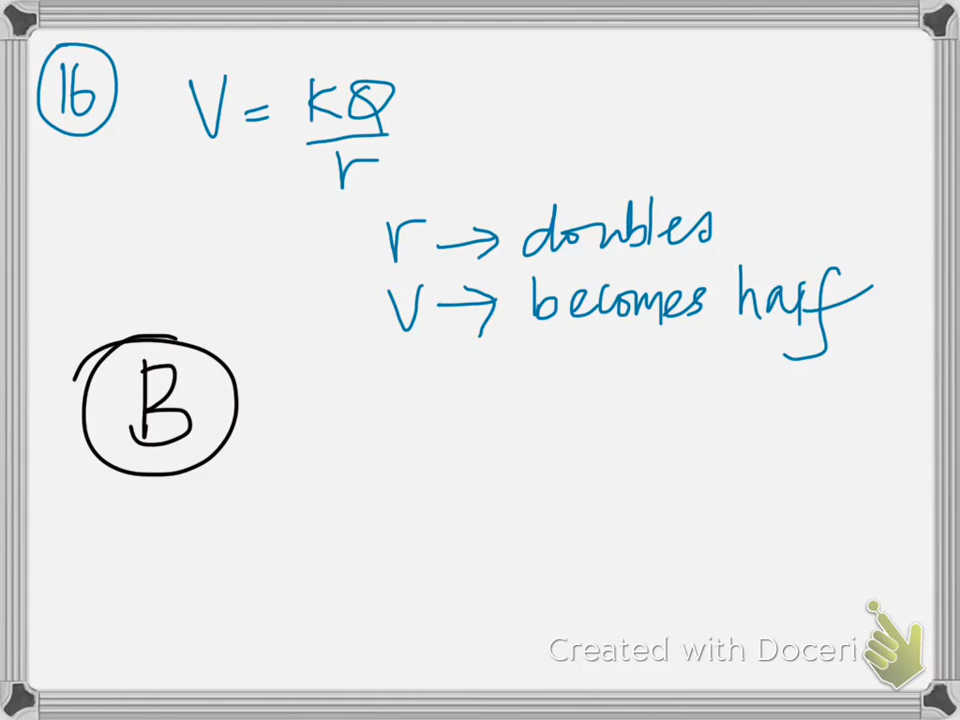 16
V = KQ
r
r → doubles
V → becomes half
B
Created with Doceri